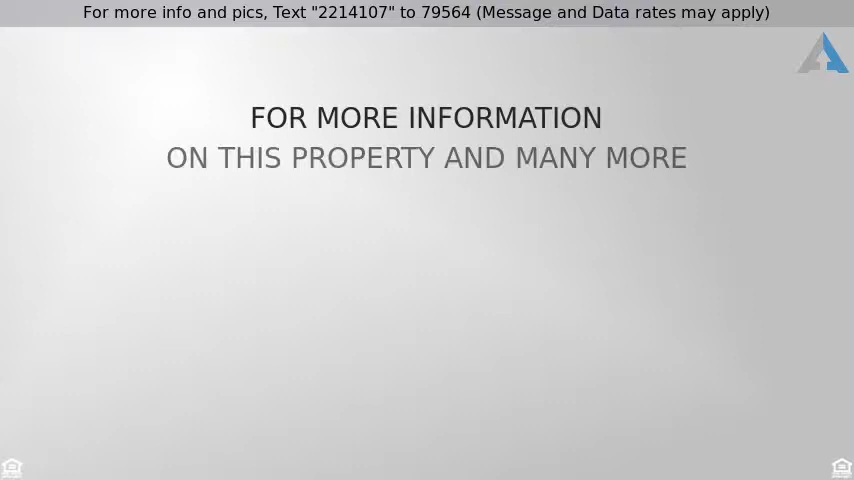 For more info and pics, Text "2214107" to 79564 (Message and Data rates may apply)
FOR MORE INFORMATION
ON THIS PROPERTY AND MANY MORE